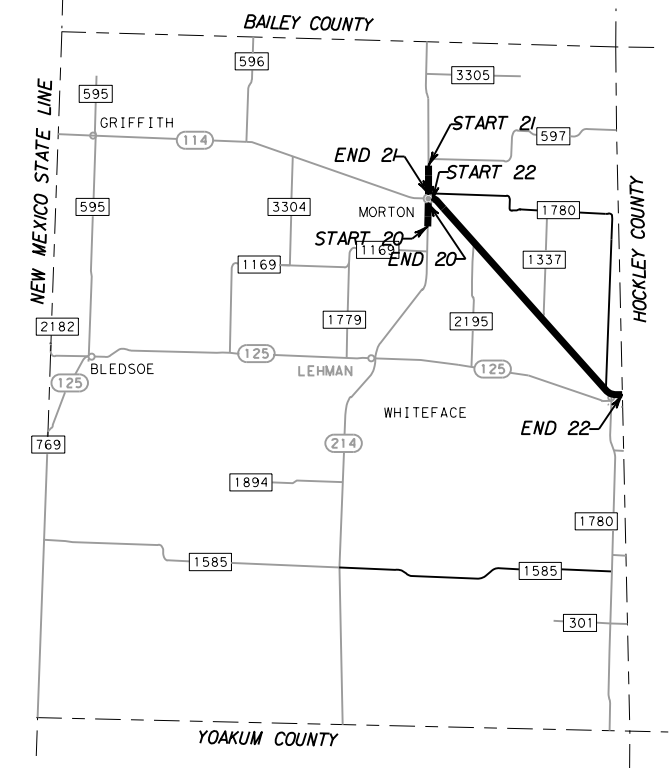 BAILEY COUNTY
596
3305
595
NEW MEXICO STATE LINE
GRIFFITH
114
START 21
597
END 21
START 22
595
3304
MORTON
1780
HOCKLEY COUNTY
START 20
1169
END 20
1169
1337
2182
1779
2195
125
BLEDSOE
LEHMAN
125
125
WHITEFACE
END 22
769
214
1894
1780
1585
1585
301
YOAKUM COUNTY